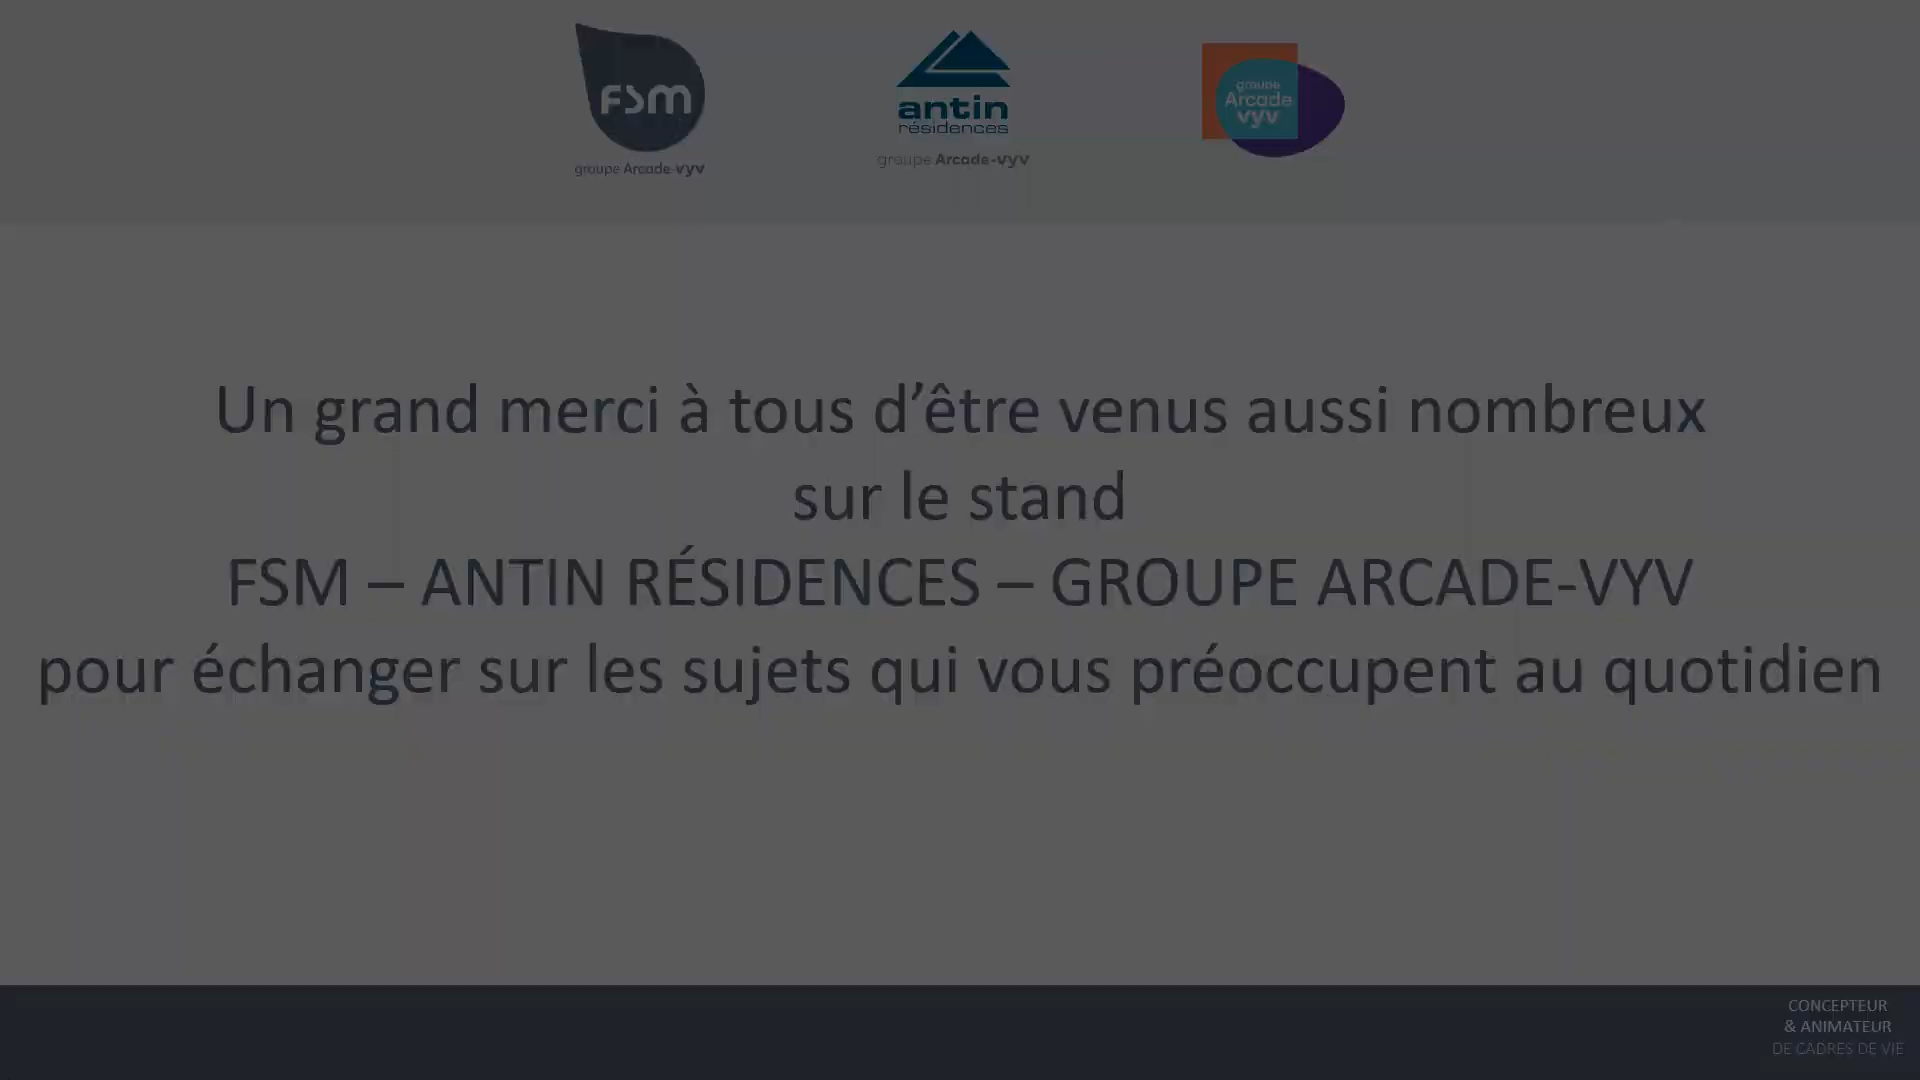 FSM
groupe Arcade-VYV
antin
résidences
groupe Arcade-VYV
groupe
Arcade
VYV
Un grand merci à tous d’être venus aussi nombreux
sur le stand
FSM – ANTIN RÉSIDENCES – GROUPE ARCADE-VYV
pour échanger sur les sujets qui vous préoccupent au quotidien
CONCEPTEUR
& ANIMATEUR
DE CADRES DE VIE